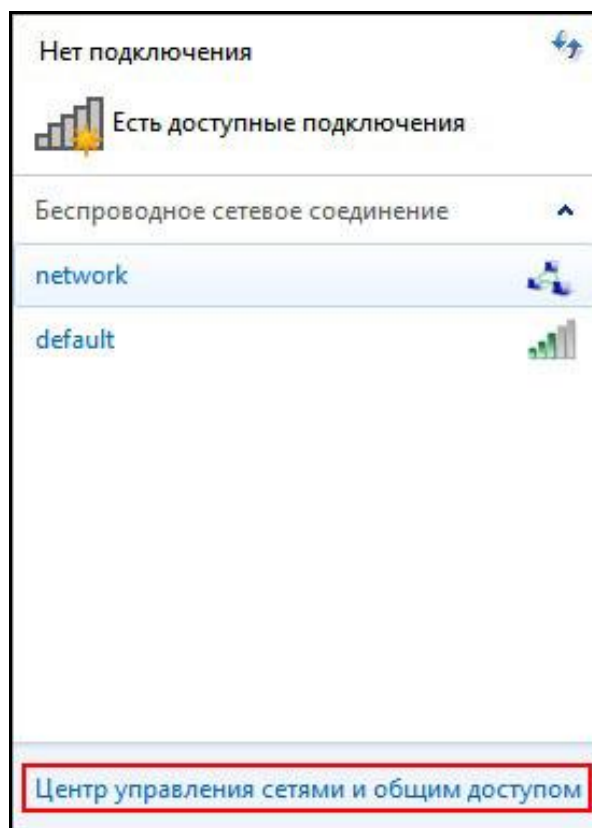 Нет подключения
Есть доступные подключения
Беспроводное сетевое соединение
network
default
Центр управления сетями и общим доступом